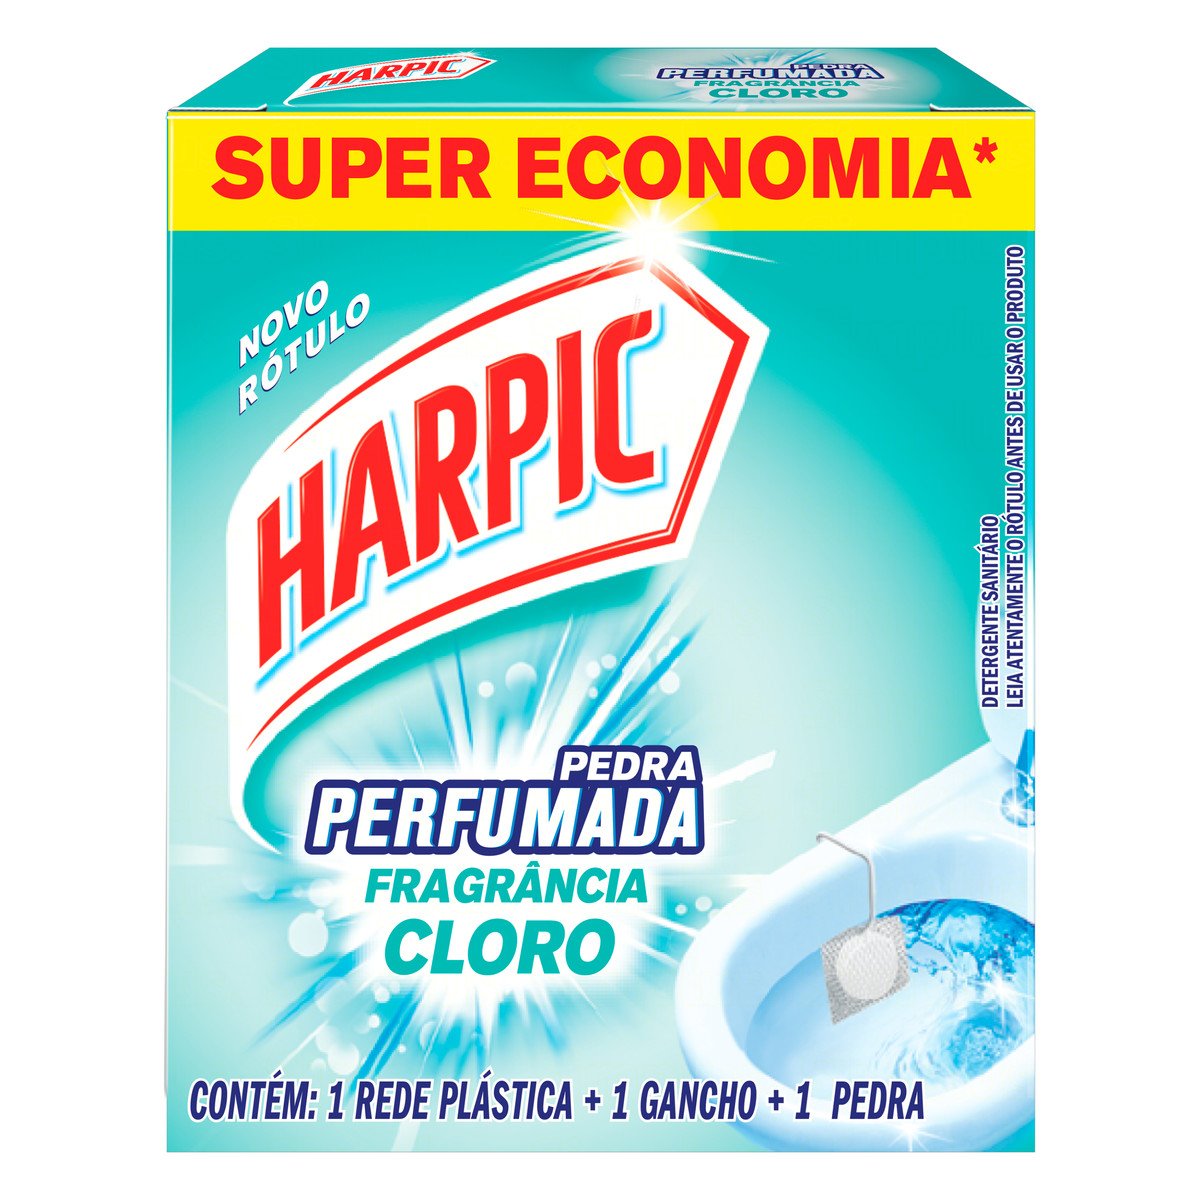 HARPIC
PEDRA
PERFUMADA
FRAGRÂNCIA
CLORO
SUPER ECONOMIA*
NOVO
RÓTULO
HARPIC
DETERGENTE SANITÁRIO
LEIA ATENTAMENTE O RÓTULO ANTES DE USAR O PRODUTO
PEDRA
PERFUMADA
FRAGRÂNCIA
CLORO
CONTÉM: 1 REDE PLÁSTICA + 1 GANCHO + 1 PEDRA